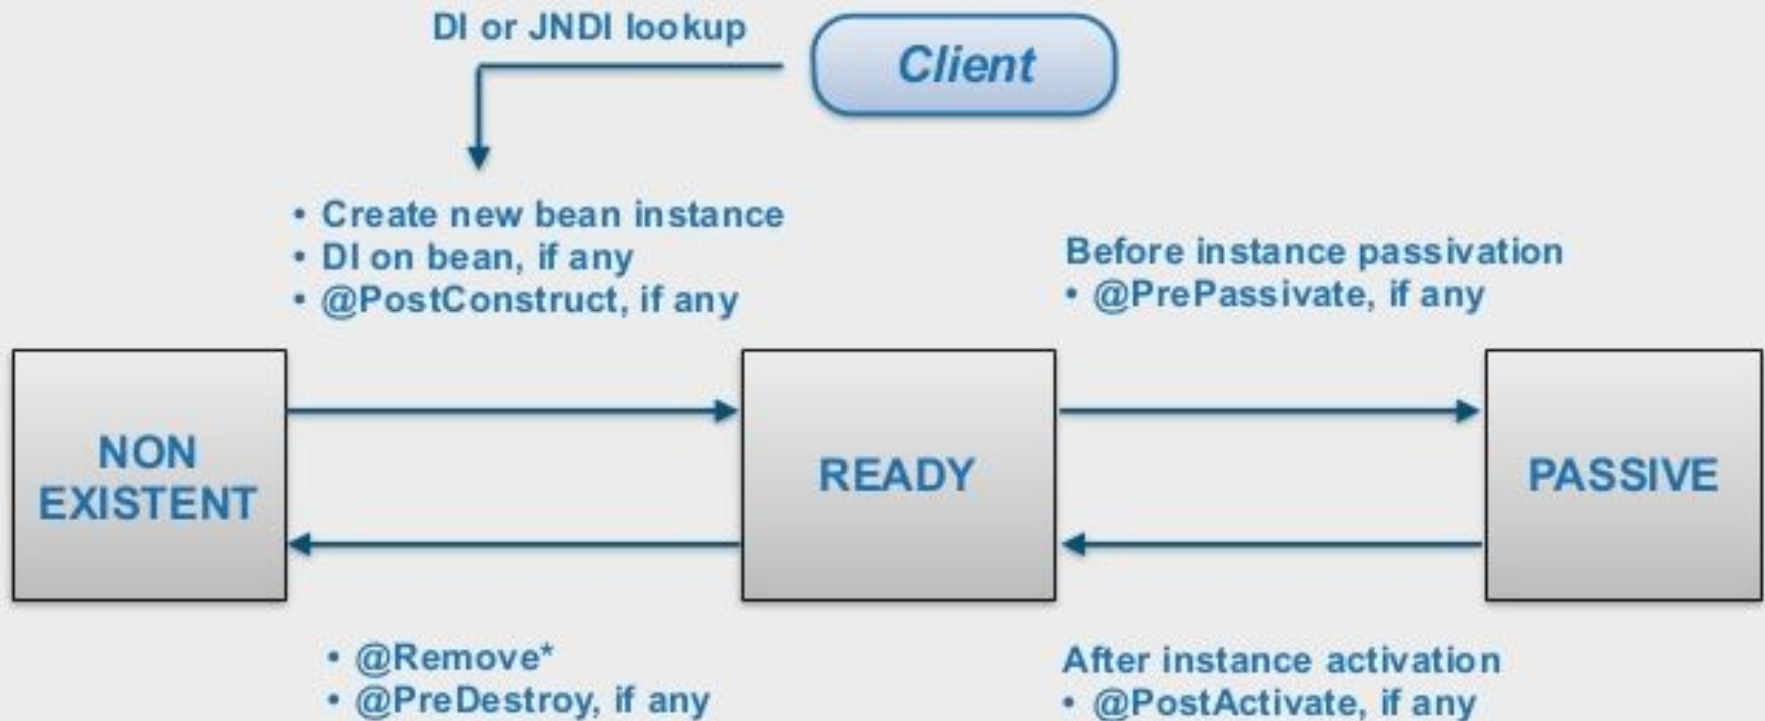 DI or JNDI lookup
Client
• Create new bean instance
• DI on bean, if any
• @PostConstruct, if any
Before instance passivation
• @PrePassivate, if any
NON
EXISTENT
READY
PASSIVE
• @Remove*
• @PreDestroy, if any
After instance activation
• @PostActivate, if any